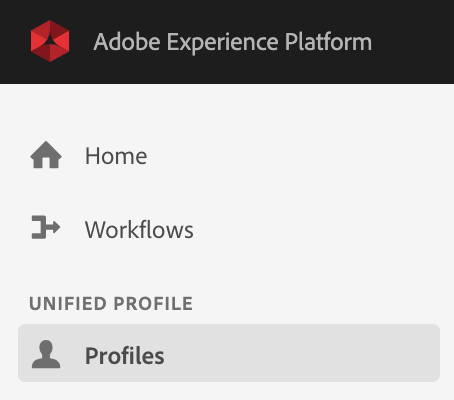 Adobe Experience Platform
Home
Workflows
UNIFIED PROFILE
Profiles